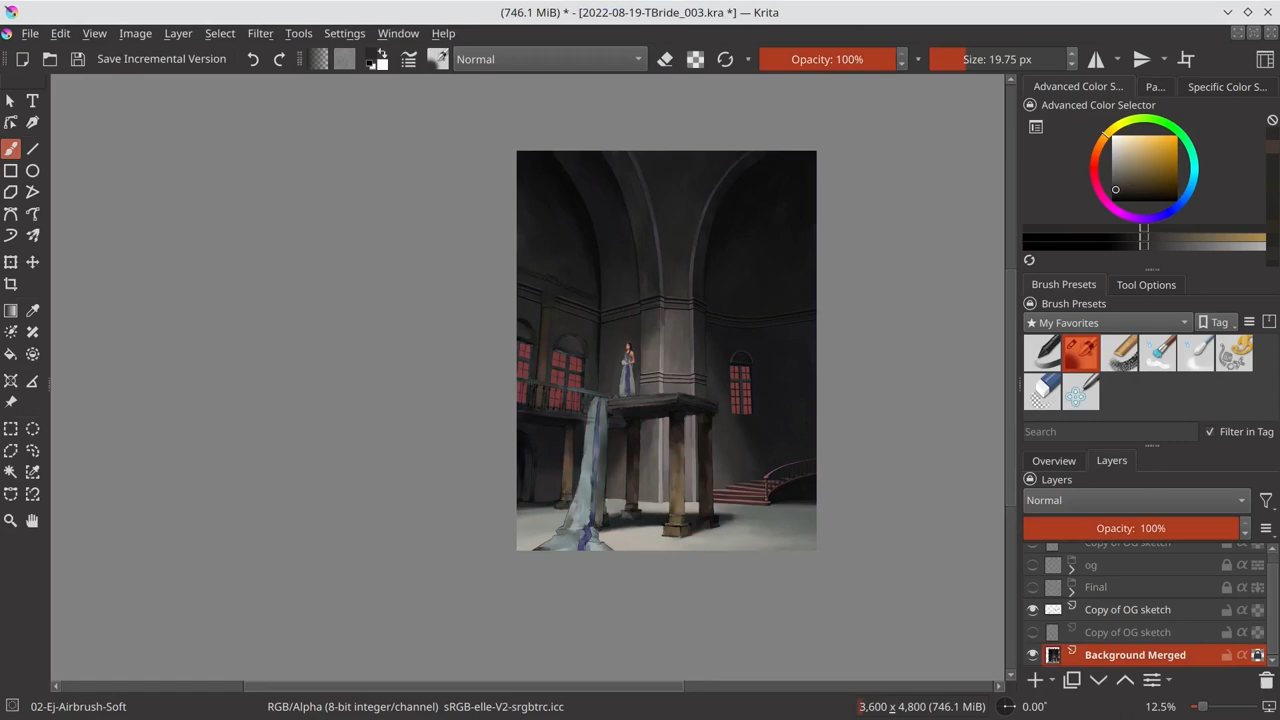 (746.1 MiB) * - [2022-08-19-TBride_003.kra *] — Krita
File Edit View Image Layer Select Filter Tools Settings Window Help
Save Incremental Version
Normal
Opacity: 100%
Size: 19.75 px
Advanced Color S...
Pa...
Specific Color S...
Advanced Color Selector
Brush Presets
Tool Options
Brush Presets
★ My Favorites
Tag
Search
Filter in Tag
Overview
Layers
Layers
Normal
Opacity: 100%
Copy of OG sketch
og
Final
Copy of OG sketch
Copy of OG sketch
Background Merged
02-Ej-Airbrush-Soft
RGB/Alpha (8-bit integer/channel) sRGB-elle-V2-srgbtrc.icc
3,600 x 4,800 (746.1 MiB)
0.00°
12.5%